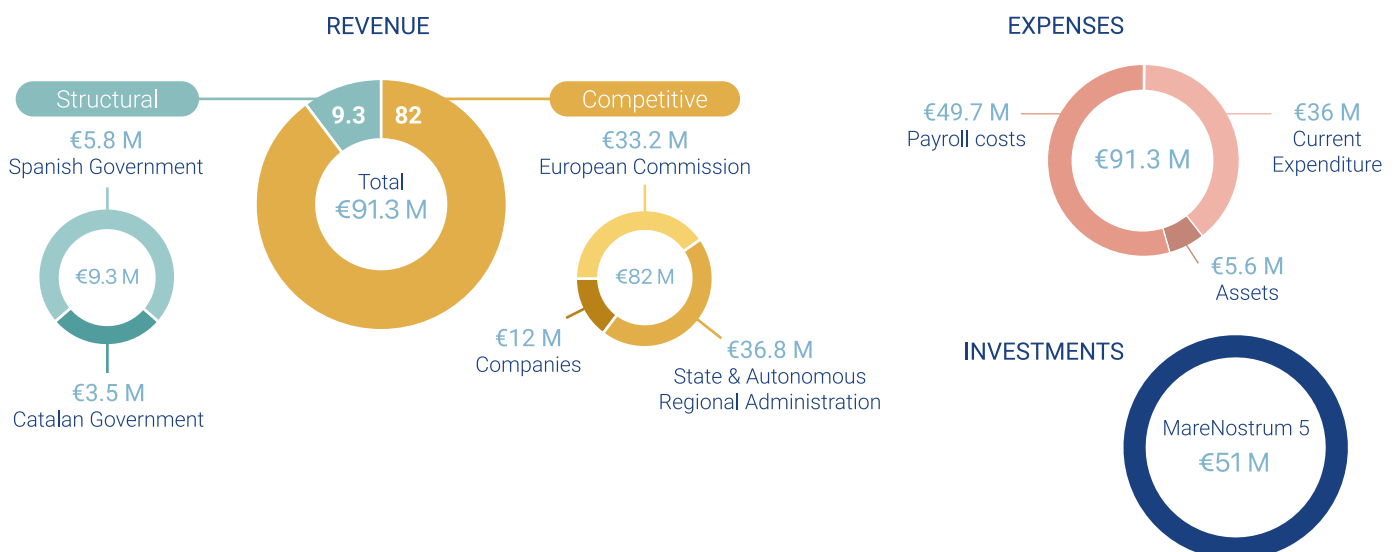 REVENUE
Structural
9.3
82
Competitive
€5.8 M
Spanish Government
€9.3 M
€3.5 M
Catalan Government
Total
€91.3 M
€33.2 M
European Commission
€82 M
€12 M
Companies
€36.8 M
State & Autonomous
Regional Administration
EXPENSES
€49.7 M
Payroll costs
€91.3 M
€36 M
Current
Expenditure
€5.6 M
Assets
INVESTMENTS
MareNostrum 5
€51 M